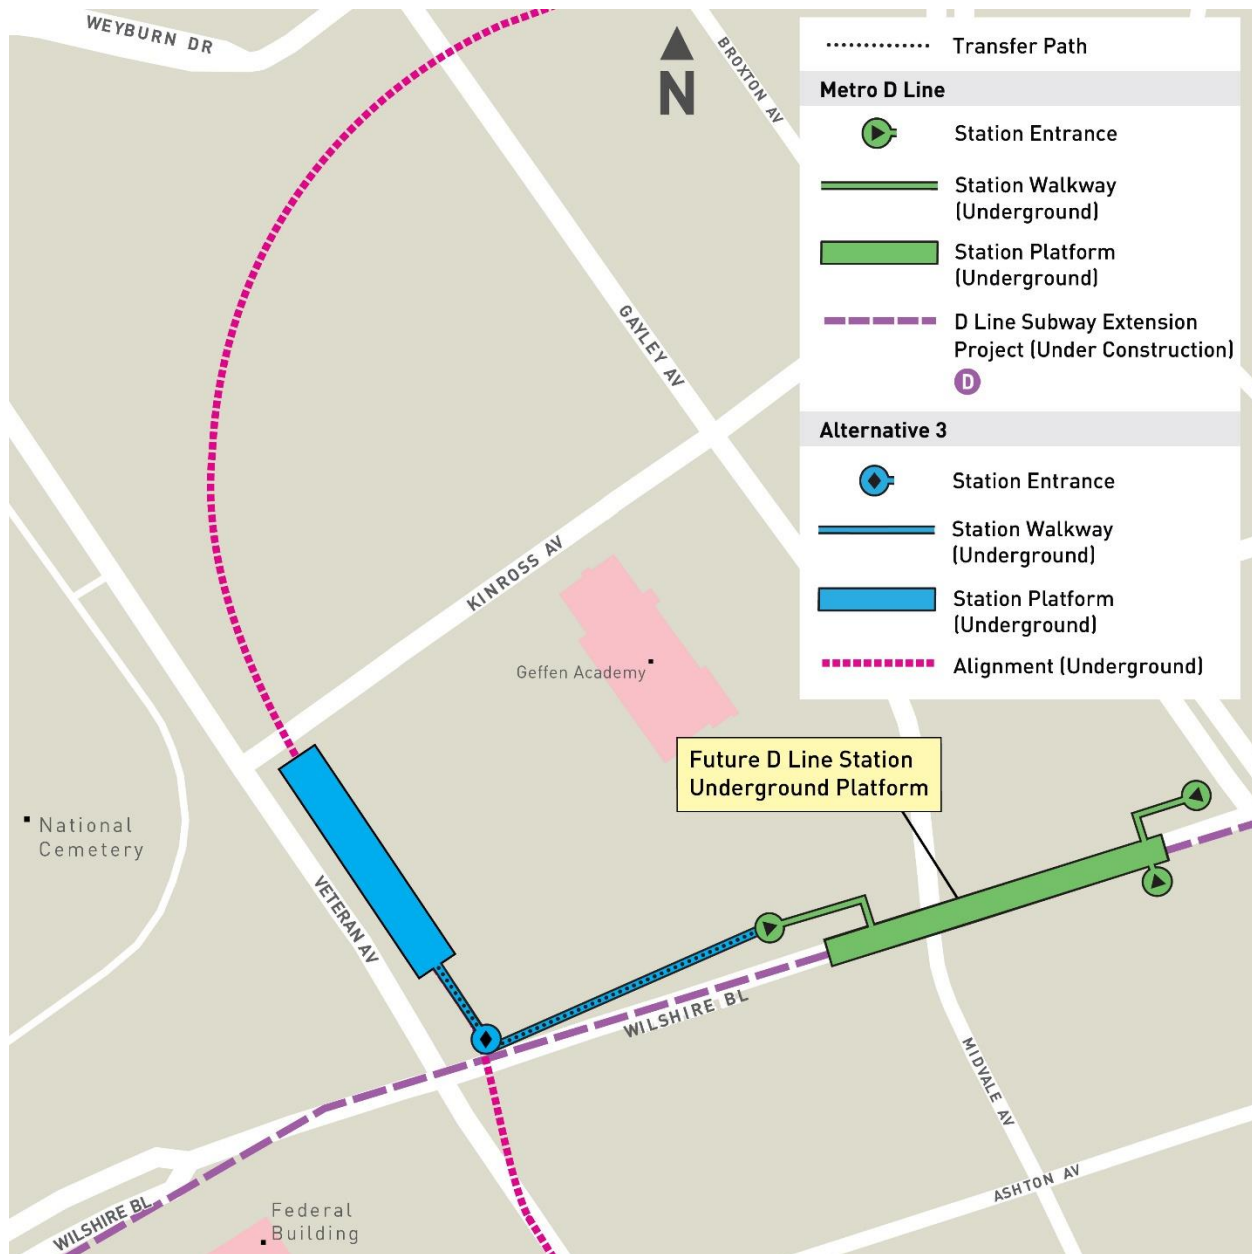 WEYBURN DR
BROXTON AV
N
Transfer Path
Metro D Line
Station Entrance
Station Walkway
(Underground)
Station Platform
(Underground)
D Line Subway Extension
Project (Under Construction)
D
Alternative 3
Station Entrance
Station Walkway
(Underground)
Station Platform
(Underground)
Alignment (Underground)
GAYLEY AV
KINROSS AV
Geffen Academy
Future D Line Station
Underground Platform
National
Cemetery
VETERAN AV
WILSHIRE BL
MIDVALE AV
ASHTON AV
WILSHIRE BL
Federal
Building